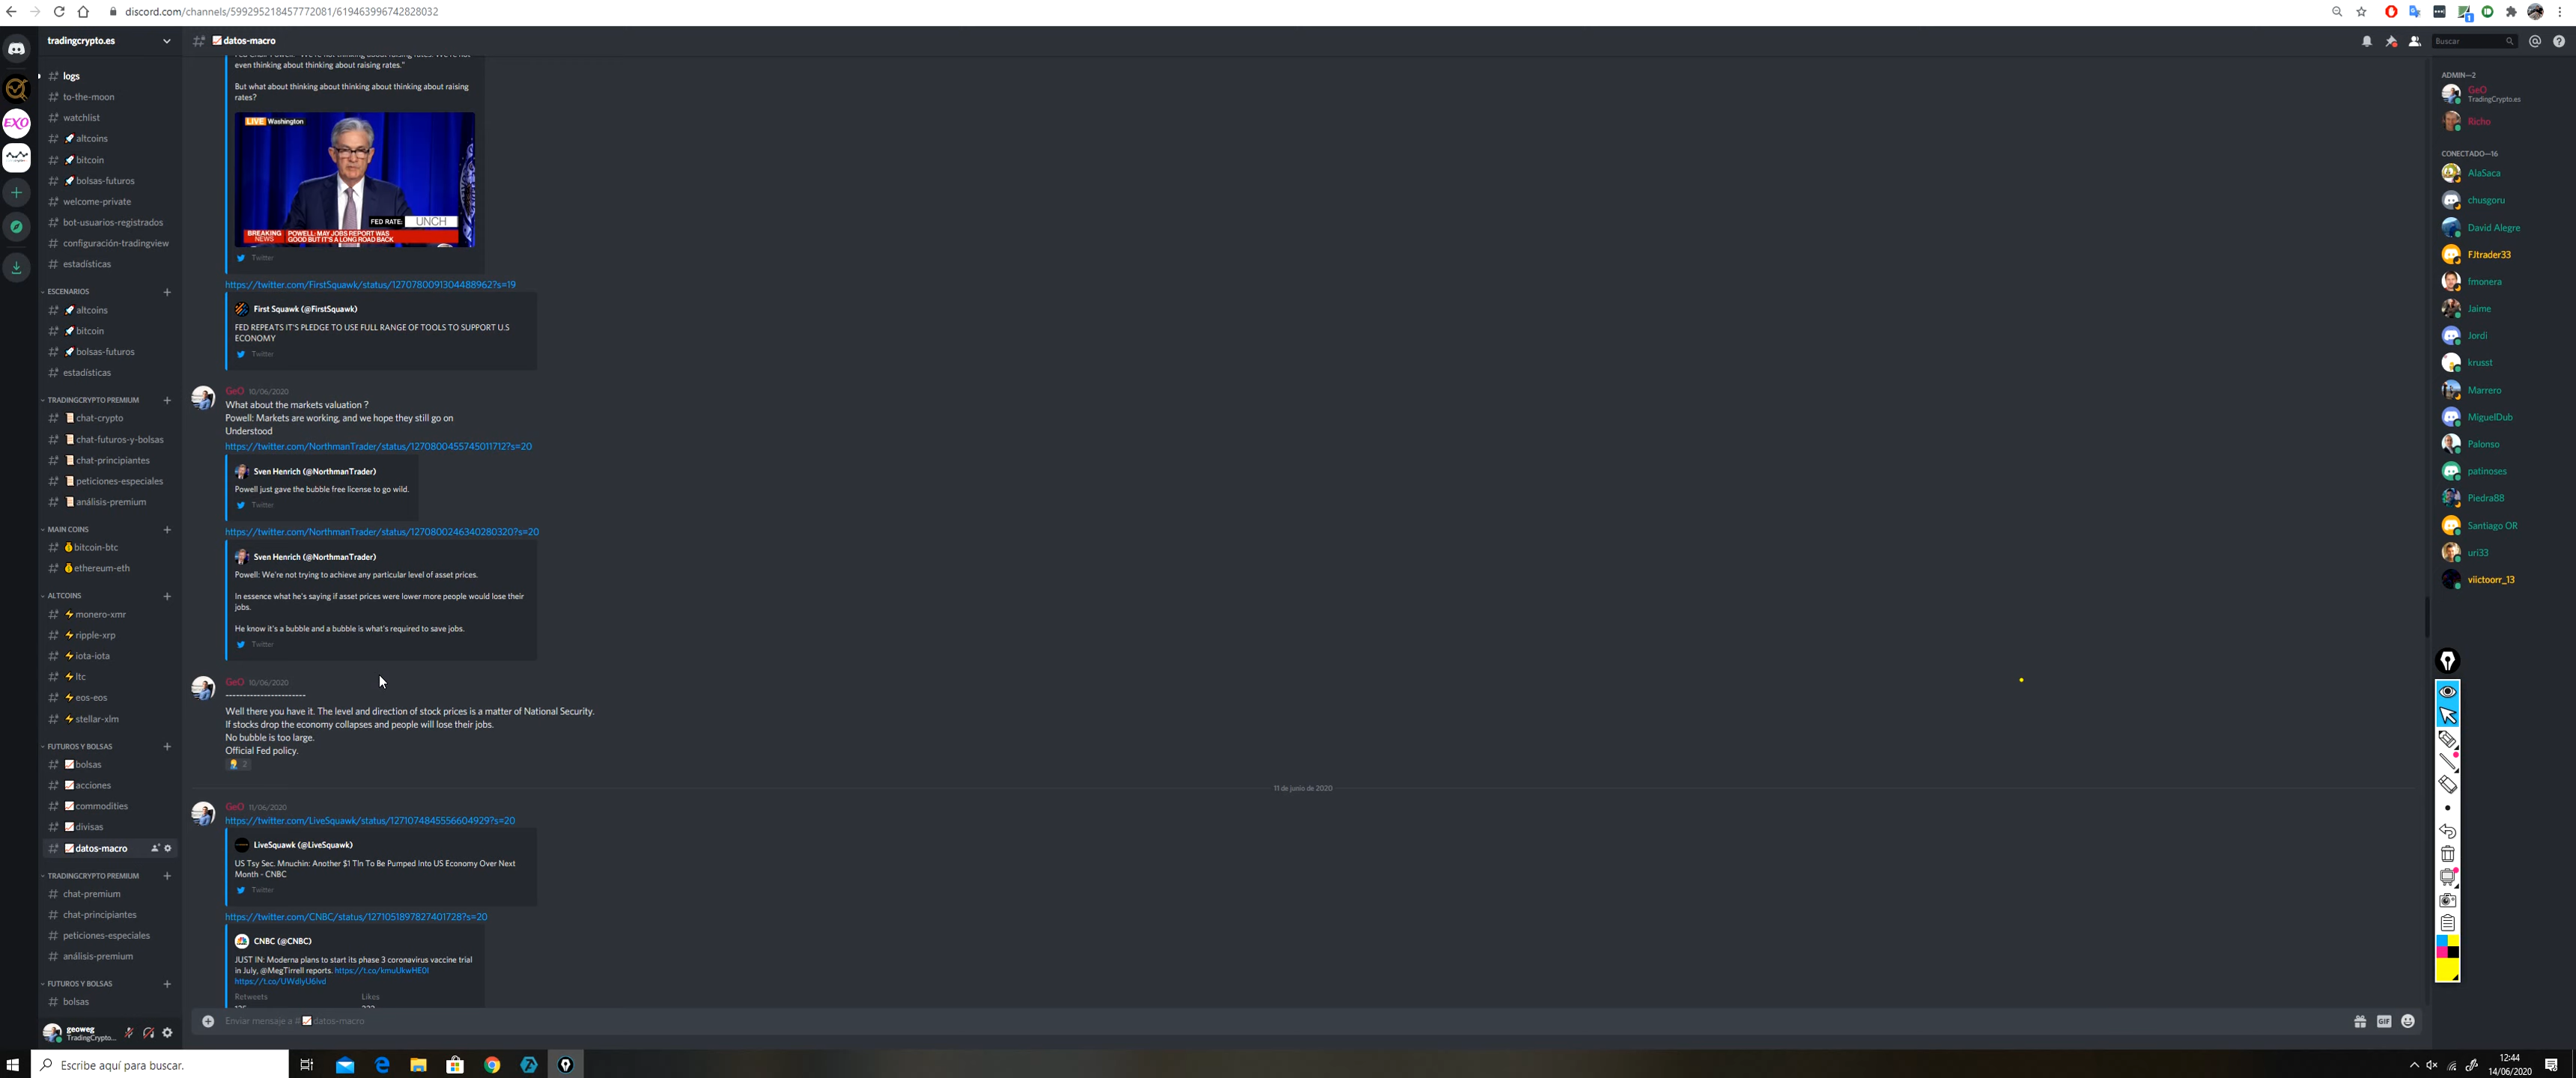 discord.com/channels/599295218457772081/619463996742828032
tradingcrypto.es
datos-macro
Buscar
logs
to-the-moon
watchlist
altcoins
bitcoin
bolsas-futuros
welcome-private
bot-usuarios-registrados
configuración-tradingview
estadísticas
ESCENARIOS
altcoins
bitcoin
bolsas-futuros
estadísticas
TRADINGCRYPTO PREMIUM
chat-crypto
chat-futuros-y-bolsas
chat-principiantes
peticiones-especiales
análisis-premium
MAIN COINS
bitcoin-btc
ethereum-eth
ALTCOINS
monero-xmr
ripple-xrp
iota-iota
ltc
eos-eos
stellar-xlm
FUTUROS Y BOLSAS
bolsas
acciones
commodities
divisas
datos-macro
TRADINGCRYPTO PREMIUM
chat-premium
chat-principiantes
peticiones-especiales
análisis-premium
FUTUROS Y BOLSAS
bolsas
geoweg
TradingCrypto...
even thinking about thinking about raising rates."
But what about thinking about thinking about thinking about raising
rates?
LIVE Washington
FED RATE: UNCH
BREAKING NEWS
POWELL: MAY JOBS REPORT WAS
GOOD BUT IT'S A LONG ROAD BACK
Twitter
https://twitter.com/FirstSquawk/status/1270780091304488962?s=19
First Squawk (@FirstSquawk)
FED REPEATS IT'S PLEDGE TO USE FULL RANGE OF TOOLS TO SUPPORT U.S
ECONOMY
Twitter
GeO 10/06/2020
What about the markets valuation ?
Powell: Markets are working, and we hope they still go on
Understood
https://twitter.com/NorthmanTrader/status/1270800455745011712?s=20
Sven Henrich (@NorthmanTrader)
Powell just gave the bubble free license to go wild.
Twitter
https://twitter.com/NorthmanTrader/status/1270800246340280320?s=20
Sven Henrich (@NorthmanTrader)
Powell: We're not trying to achieve any particular level of asset prices.
In essence what he's saying if asset prices were lower more people would lose their
jobs.
He know it's a bubble and a bubble is what's required to save jobs.
Twitter
GeO 10/06/2020
-----------------------
Well there you have it. The level and direction of stock prices is a matter of National Security.
If stocks drop the economy collapses and people will lose their jobs.
No bubble is too large.
Official Fed policy.
2
11 de junio de 2020
GeO 11/06/2020
https://twitter.com/LiveSquawk/status/1271074845556604929?s=20
LiveSquawk (@LiveSquawk)
US Tsy Sec. Mnuchin: Another $1 Tln To Be Pumped Into US Economy Over Next
Month - CNBC
Twitter
https://twitter.com/CNBC/status/1271051897827401728?s=20
CNBC (@CNBC)
JUST IN: Moderna plans to start its phase 3 coronavirus vaccine trial
in July, @MegTirrell reports. https://t.co/kmuUkwHE0I
https://t.co/UWdlyU6lvd
Retweets Likes
Enviar mensaje a #datos-macro
GIF
ADMIN—2
GeO
TradingCrypto.es
Richo
CONECTADO—16
AlaSaca
chusgoru
David Alegre
FJtrader33
fmonera
Jaime
Jordi
krusst
Marrero
MiguelDub
Palonso
patinoses
Piedra88
Santiago OR
uri33
viictoorr_13
Escribe aquí para buscar.
12:44
14/06/2020